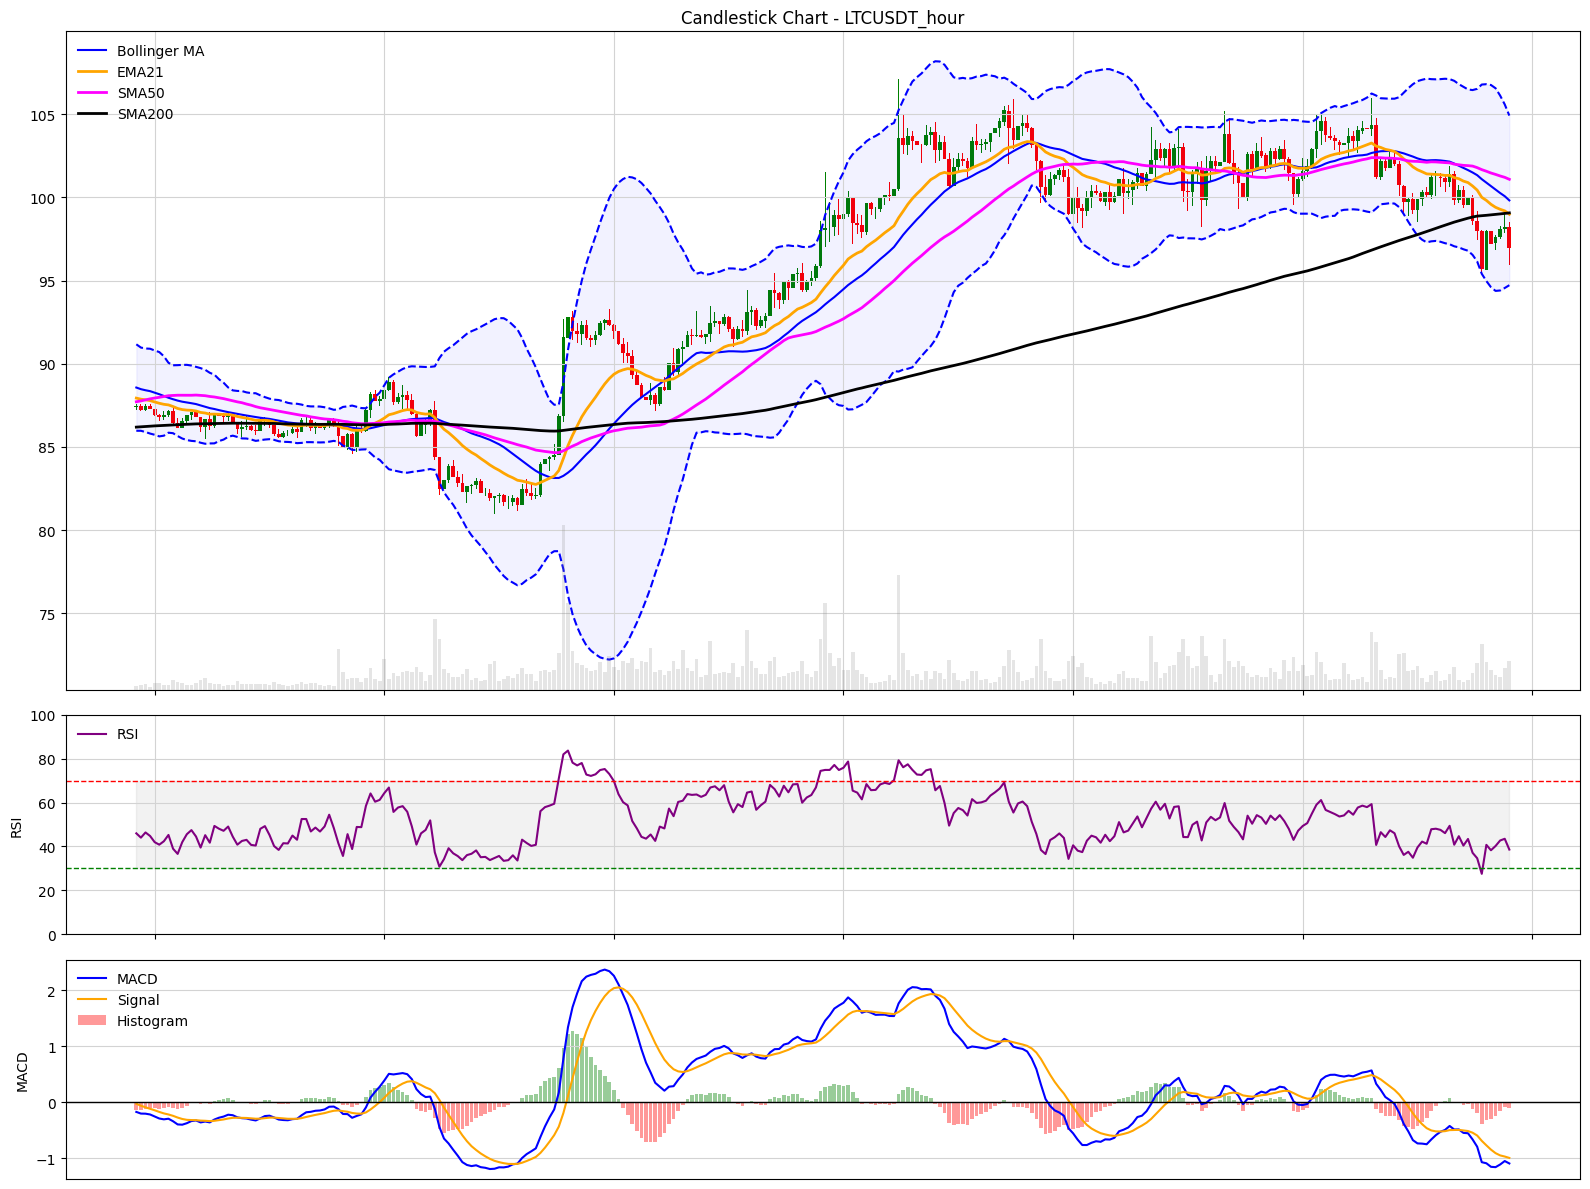 Candlestick Chart - LTCUSDT_hour
Bollinger MA
EMA21
SMA50
SMA200
105
100
95
90
85
80
75
RSI
100
80
60
40
20
0
RSI
MACD
Signal
Histogram
2
1
0
−1
MACD